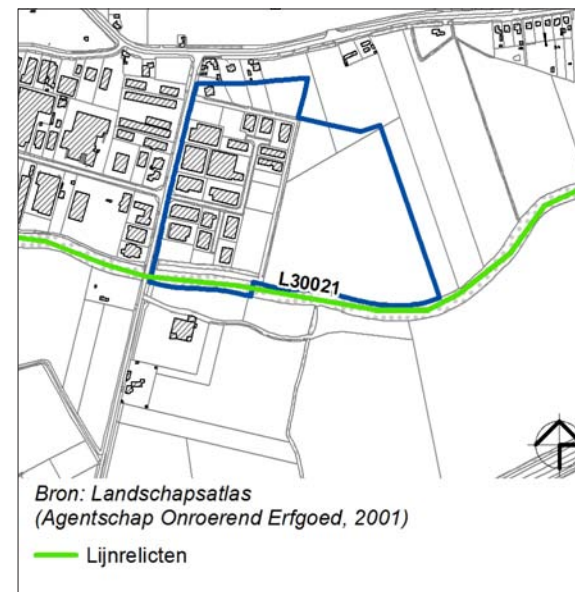 L30021
Bron: Landschapsatlas
(Agentschap Onroerend Erfgoed, 2001)
Lijnrelicten